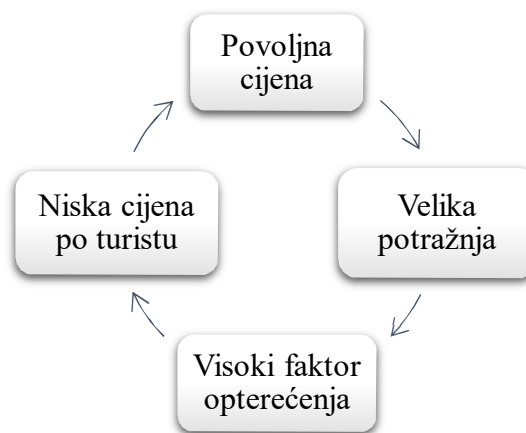 Povoljna
cijena
Velika
potražnja
Visoki faktor
opterećenja
Niska cijena
po turistu